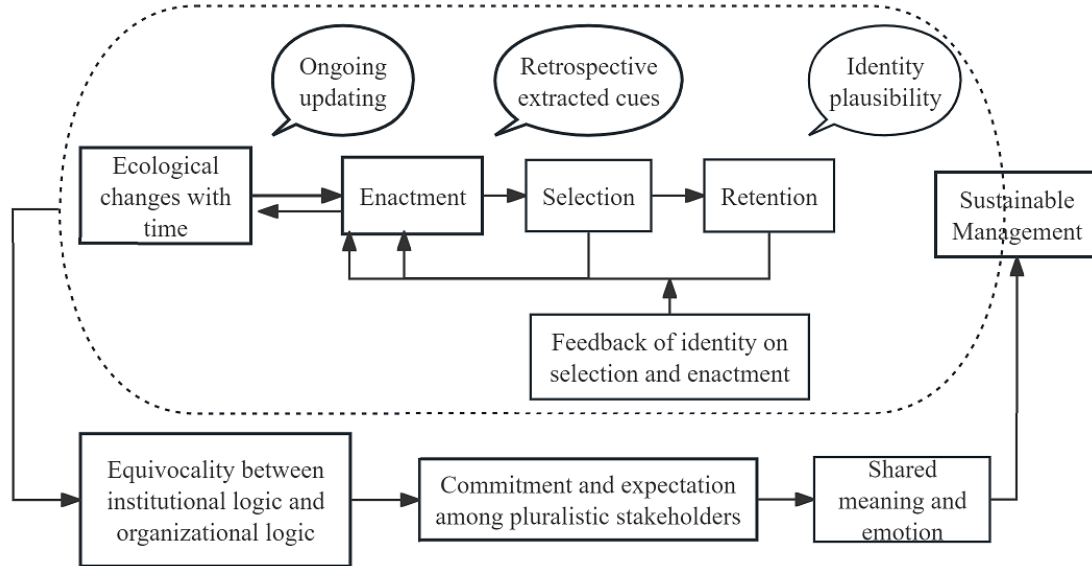 Ongoing
updating
Retrospective
extracted cues
Identity
plausibility
Ecological
changes with
time
Enactment
Selection
Retention
Sustainable
Management
Feedback of identity on
selection and enactment
Equivocality between
institutional logic and
organizational logic
Commitment and expectation
among pluralistic stakeholders
Shared
meaning and
emotion